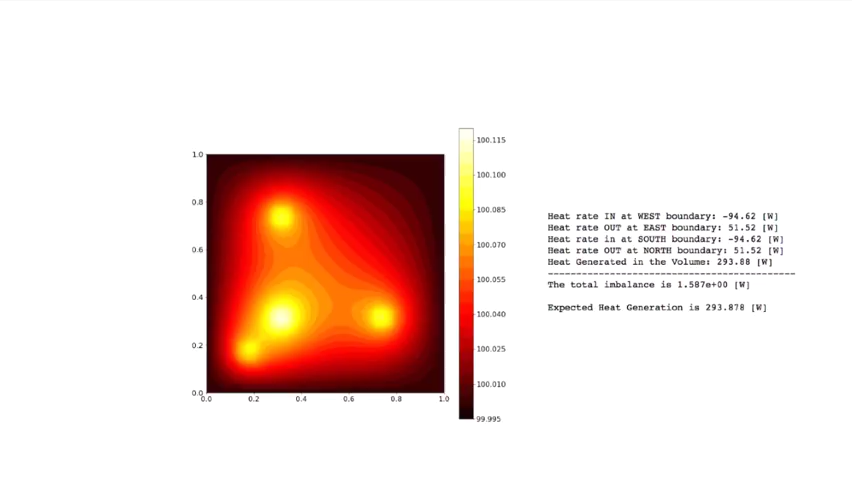 1.0
0.8
0.6
0.4
0.2
0.0
0.0 0.2 0.4 0.6 0.8 1.0
100.115
100.100
100.085
100.070
100.055
100.040
100.025
100.010
99.995
Heat rate IN at WEST boundary: -94.62 [W]
Heat rate OUT at EAST boundary: 51.52 [W]
Heat rate in at SOUTH boundary: -94.62 [W]
Heat rate OUT at NORTH boundary: 51.52 [W]
Heat Generated in the Volume: 293.88 [W]
--------------------------------------------------
The total imbalance is 1.587e+00 [W]
Expected Heat Generation is 293.878 [W]